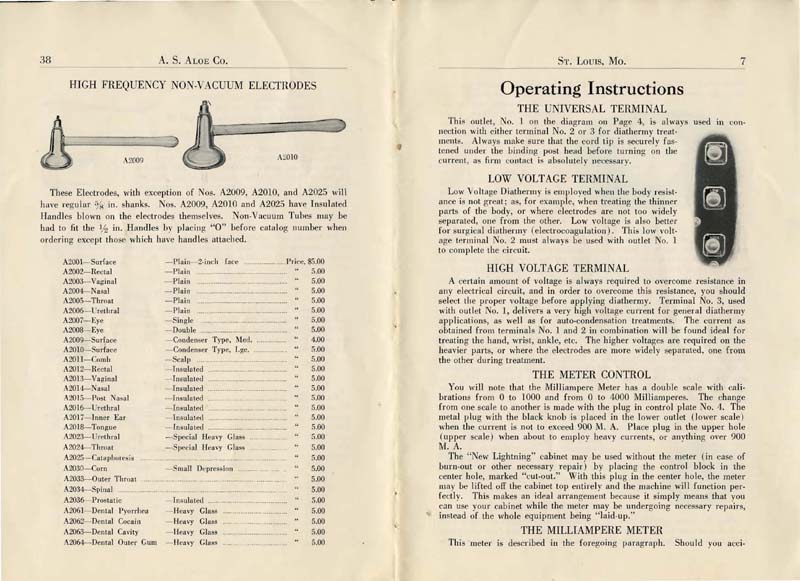 38
A. S. Aloe Co.
HIGH FREQUENCY NON-VACUUM ELECTRODES
A2009
A2010
These Electrodes, with exception of Nos. A2009, A2010, and A2025 will
have regular ⅜ in. shanks. Nos. A2009, A2010 and A2025 have Insulated
Handles blown on the electrodes themselves. Non-Vacuum Tubes may be
had to fit the ½ in. Handles by placing "O" before catalog number when
ordering except those which have handles attached.
A2001—Surface —Plain—2-inch face Price, $5.00
A2002—Rectal —Plain " 5.00
A2003—Vaginal —Plain " 5.00
A2004—Nasal —Plain " 5.00
A2005—Throat —Plain " 5.00
A2006—Urethral —Plain " 5.00
A2007—Eye —Single " 5.00
A2008—Eye —Double " 5.00
A2009—Surface —Condenser Type, Med. " 4.00
A2010—Surface —Condenser Type, Lge. " 5.00
A2011—Comb —Scalp " 5.00
A2012—Rectal —Insulated " 5.00
A2013—Vaginal —Insulated " 5.00
A2014—Nasal —Insulated " 5.00
A2015—Post Nasal —Insulated " 5.00
A2016—Urethral —Insulated " 5.00
A2017—Inner Ear —Insulated " 5.00
A2018—Tongue —Insulated " 5.00
A2023—Urethral —Special Heavy Glass " 5.00
A2024—Throat —Special Heavy Glass " 5.00
A2025—Cataphoresis " 5.00
A2030—Corn —Small Depression " 5.00
A2033—Outer Throat " 5.00
A2034—Spinal " 5.00
A2036—Prostatic —Insulated " 5.00
A2061—Dental Pyorrhea —Heavy Glass " 5.00
A2062—Dental Cocain —Heavy Glass " 5.00
A2063—Dental Cavity —Heavy Glass " 5.00
A2064—Dental Outer Gum —Heavy Glass " 5.00
St. Louis, Mo.
7
Operating Instructions
THE UNIVERSAL TERMINAL
This outlet, No. 1 on the diagram on Page 4, is always used in con-
nection with either terminal No. 2 or 3 for diathermy treat-
ments. Always make sure that the cord tip is securely fas-
tened under the binding post head before turning on the
current, as firm contact is absolutely necessary.
LOW VOLTAGE TERMINAL
Low Voltage Diathermy is employed when the body resist-
ance is not great; as, for example, when treating the thinner
parts of the body, or where electrodes are not too widely
separated, one from the other. Low voltage is also better
for surgical diathermy (electrocoagulation). This low volt-
age terminal No. 2 must always be used with outlet No. 1
to complete the circuit.
HIGH VOLTAGE TERMINAL
A certain amount of voltage is always required to overcome resistance in
any electrical circuit, and in order to overcome this resistance, you should
select the proper voltage before applying diathermy. Terminal No. 3, used
with outlet No. 1, delivers a very high voltage current for general diathermy
applications, as well as for auto-condensation treatments. The current as
obtained from terminals No. 1 and 2 in combination will be found ideal for
treating the hand, wrist, ankle, etc. The higher voltages are required on the
heavier parts, or where the electrodes are more widely separated, one from
the other during treatment.
THE METER CONTROL
You will note that the Milliampere Meter has a double scale with cali-
brations from 0 to 1000 and from 0 to 4000 Milliamperes. The change
from one scale to another is made with the plug in control plate No. 4. The
metal plug with the black knob is placed in the lower outlet (lower scale)
when the current is not to exceed 900 M. A. Place plug in the upper hole
(upper scale) when about to employ heavy currents, or anything over 900
M. A.
The "New Lightning" cabinet may be used without the meter (in case of
burn-out or other necessary repair) by placing the control block in the
center hole, marked "cut-out." With this plug in the center hole, the meter
may be lifted off the cabinet top entirely and the machine will function per-
fectly. This makes an ideal arrangement because it simply means that you
can use your cabinet while the meter may be undergoing necessary repairs,
instead of the whole equipment being "laid-up."
THE MILLIAMPERE METER
This meter is described in the foregoing paragraph. Should you acci-